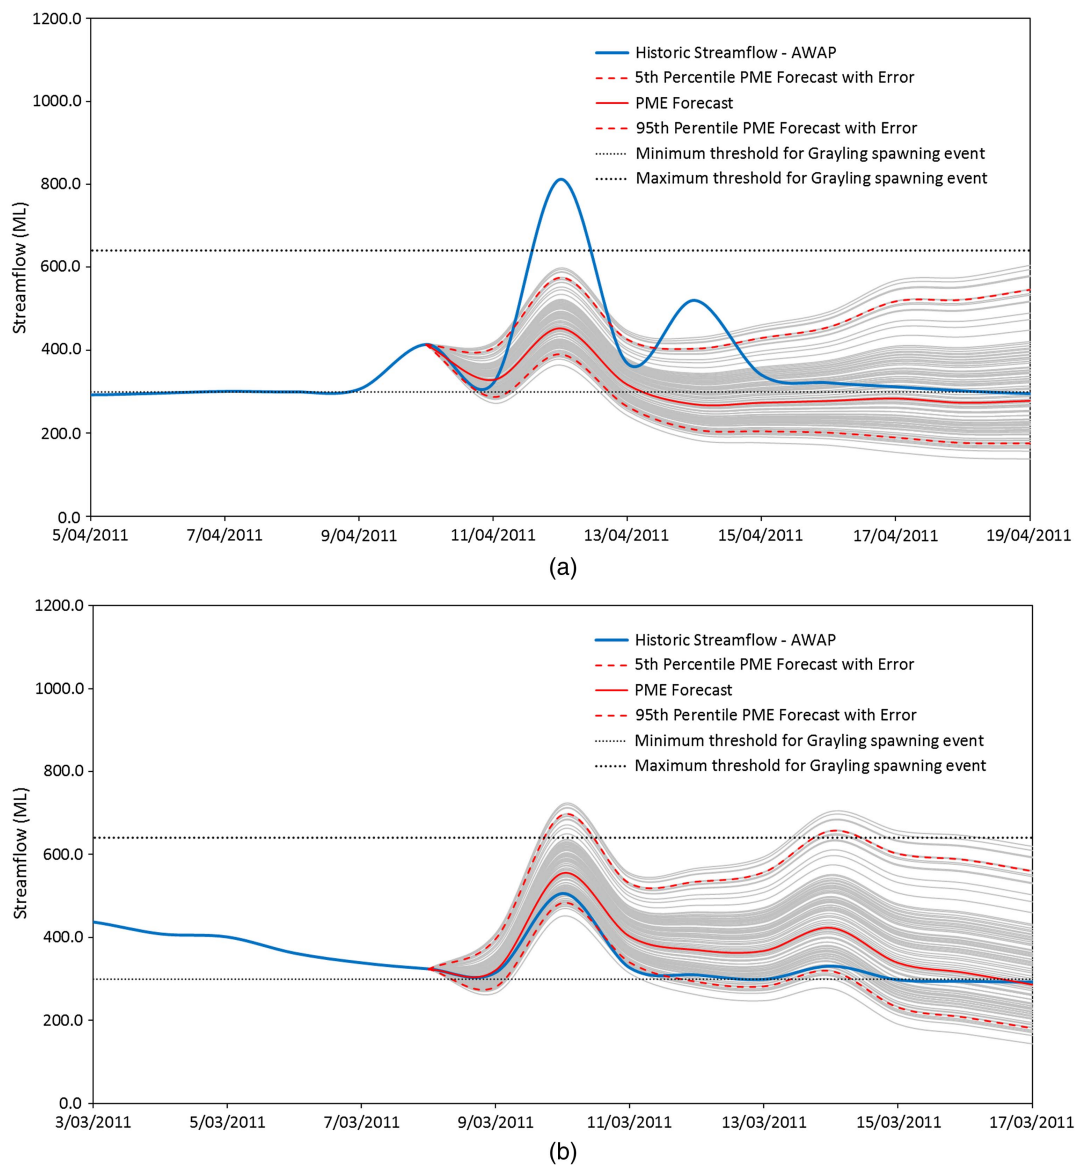 1200.0
1000.0
800.0
600.0
400.0
200.0
0.0
Streamflow (ML)
Historic Streamflow - AWAP
5th Percentile PME Forecast with Error
PME Forecast
95th Perentile PME Forecast with Error
Minimum threshold for Grayling spawning event
Maximum threshold for Grayling spawning event
5/04/2011 7/04/2011 9/04/2011 11/04/2011 13/04/2011 15/04/2011 17/04/2011 19/04/2011
(a)
1200.0
1000.0
800.0
600.0
400.0
200.0
0.0
Streamflow (ML)
Historic Streamflow - AWAP
5th Percentile PME Forecast with Error
PME Forecast
95th Perentile PME Forecast with Error
Minimum threshold for Grayling spawning event
Maximum threshold for Grayling spawning event
3/03/2011 5/03/2011 7/03/2011 9/03/2011 11/03/2011 13/03/2011 15/03/2011 17/03/2011
(b)